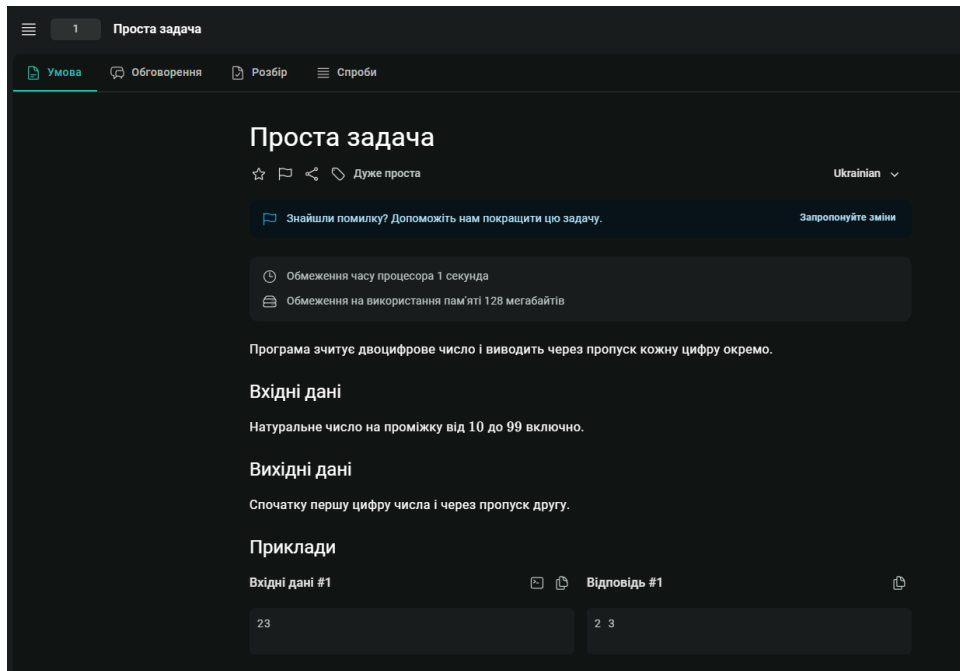 1 Проста задача
Умова Обговорення Розбір Спроби
Проста задача
Дуже проста Ukrainian
Знайшли помилку? Допоможіть нам покращити цю задачу. Запропонуйте зміни
Обмеження часу процесора 1 секунда
Обмеження на використання пам'яті 128 мегабайтів
Програма зчитує двоцифрове число і виводить через пропуск кожну цифру окремо.
Вхідні дані
Натуральне число на проміжку від 10 до 99 включно.
Вихідні дані
Спочатку першу цифру числа і через пропуск другу.
Приклади
Вхідні дані #1 Відповідь #1
23 2 3